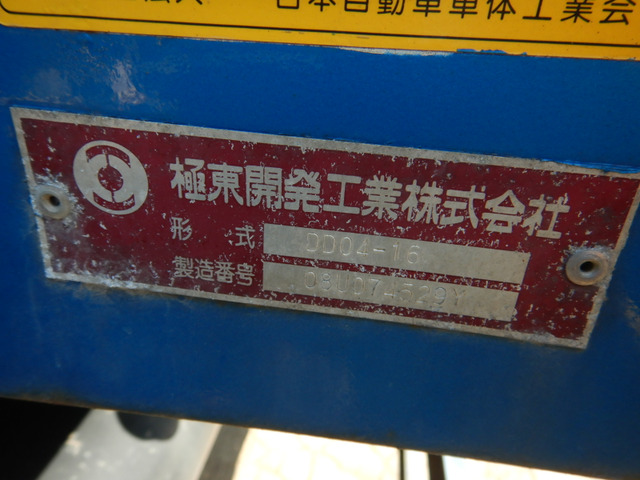 日本自動車車体工業会
極東開発工業株式会社
形 式 DD04-16
製造番号